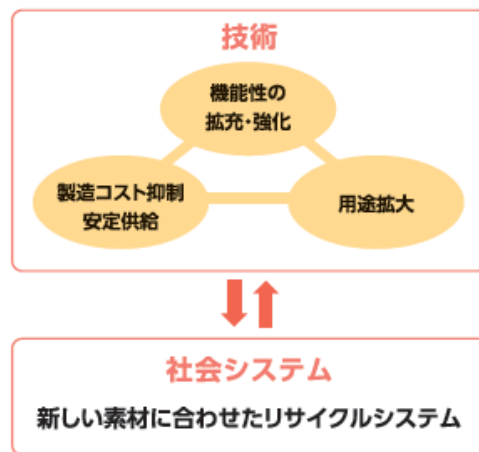 技術
機能性の
拡充・強化
製造コスト抑制
安定供給
用途拡大
社会システム
新しい素材に合わせたリサイクルシステム